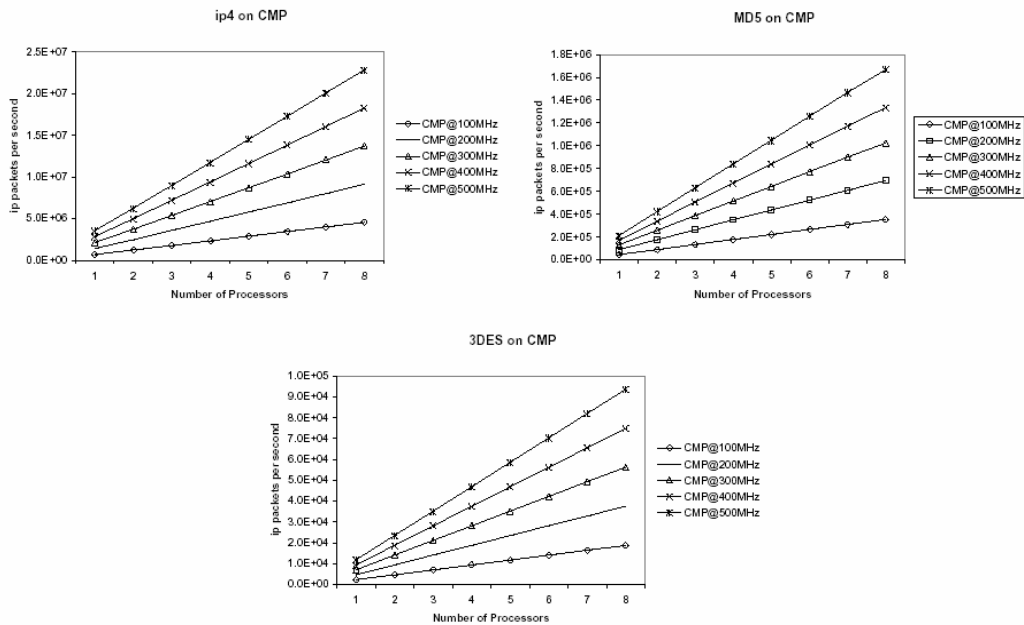 ip4 on CMP
ip packets per second
2.5E+07
2.0E+07
1.5E+07
1.0E+07
5.0E+06
0.0E+00
1 2 3 4 5 6 7 8
Number of Processors
CMP@100MHz
CMP@200MHz
CMP@300MHz
CMP@400MHz
CMP@500MHz
MD5 on CMP
ip packets per second
1.8E+06
1.6E+06
1.4E+06
1.2E+06
1.0E+06
8.0E+05
6.0E+05
4.0E+05
2.0E+05
0.0E+00
1 2 3 4 5 6 7 8
Number of Processors
CMP@100MHz
CMP@200MHz
CMP@300MHz
CMP@400MHz
CMP@500MHz
3DES on CMP
ip packets per second
1.0E+05
9.0E+04
8.0E+04
7.0E+04
6.0E+04
5.0E+04
4.0E+04
3.0E+04
2.0E+04
1.0E+04
0.0E+00
1 2 3 4 5 6 7 8
Number of Processors
CMP@100MHz
CMP@200MHz
CMP@300MHz
CMP@400MHz
CMP@500MHz